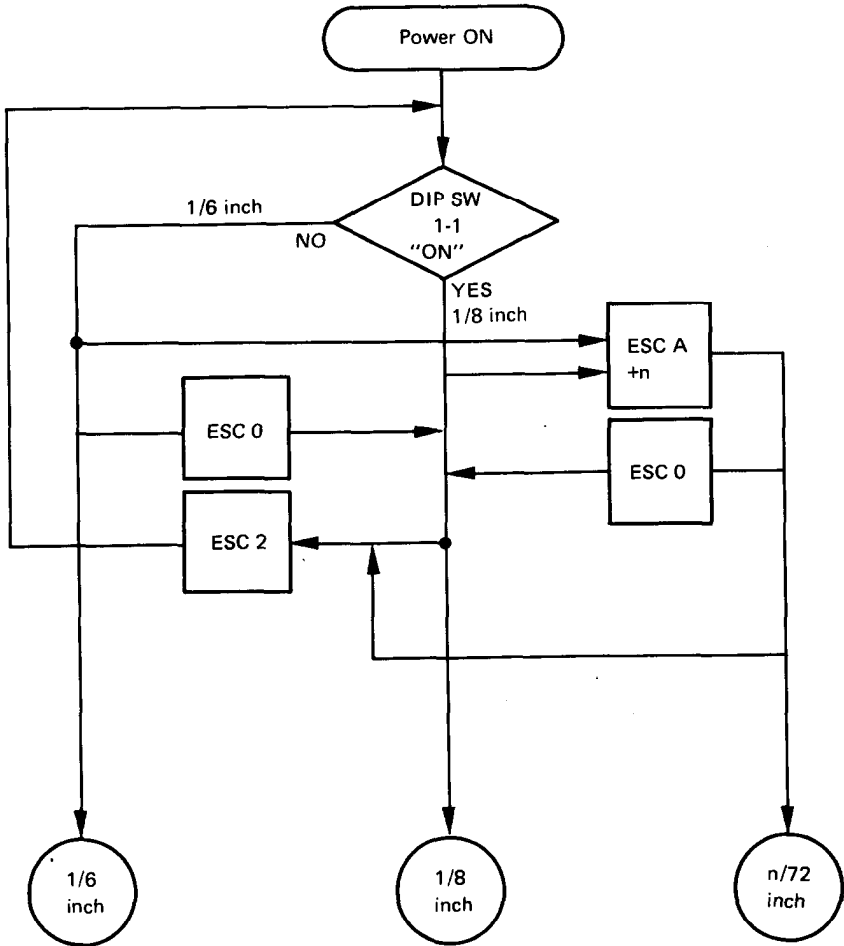 Power ON
DIP SW
1-1
"ON"
1/6 inch
NO
YES
1/8 inch
ESC A
+n
ESC 0
ESC 0
ESC 2
1/6
inch
1/8
inch
n/72
inch